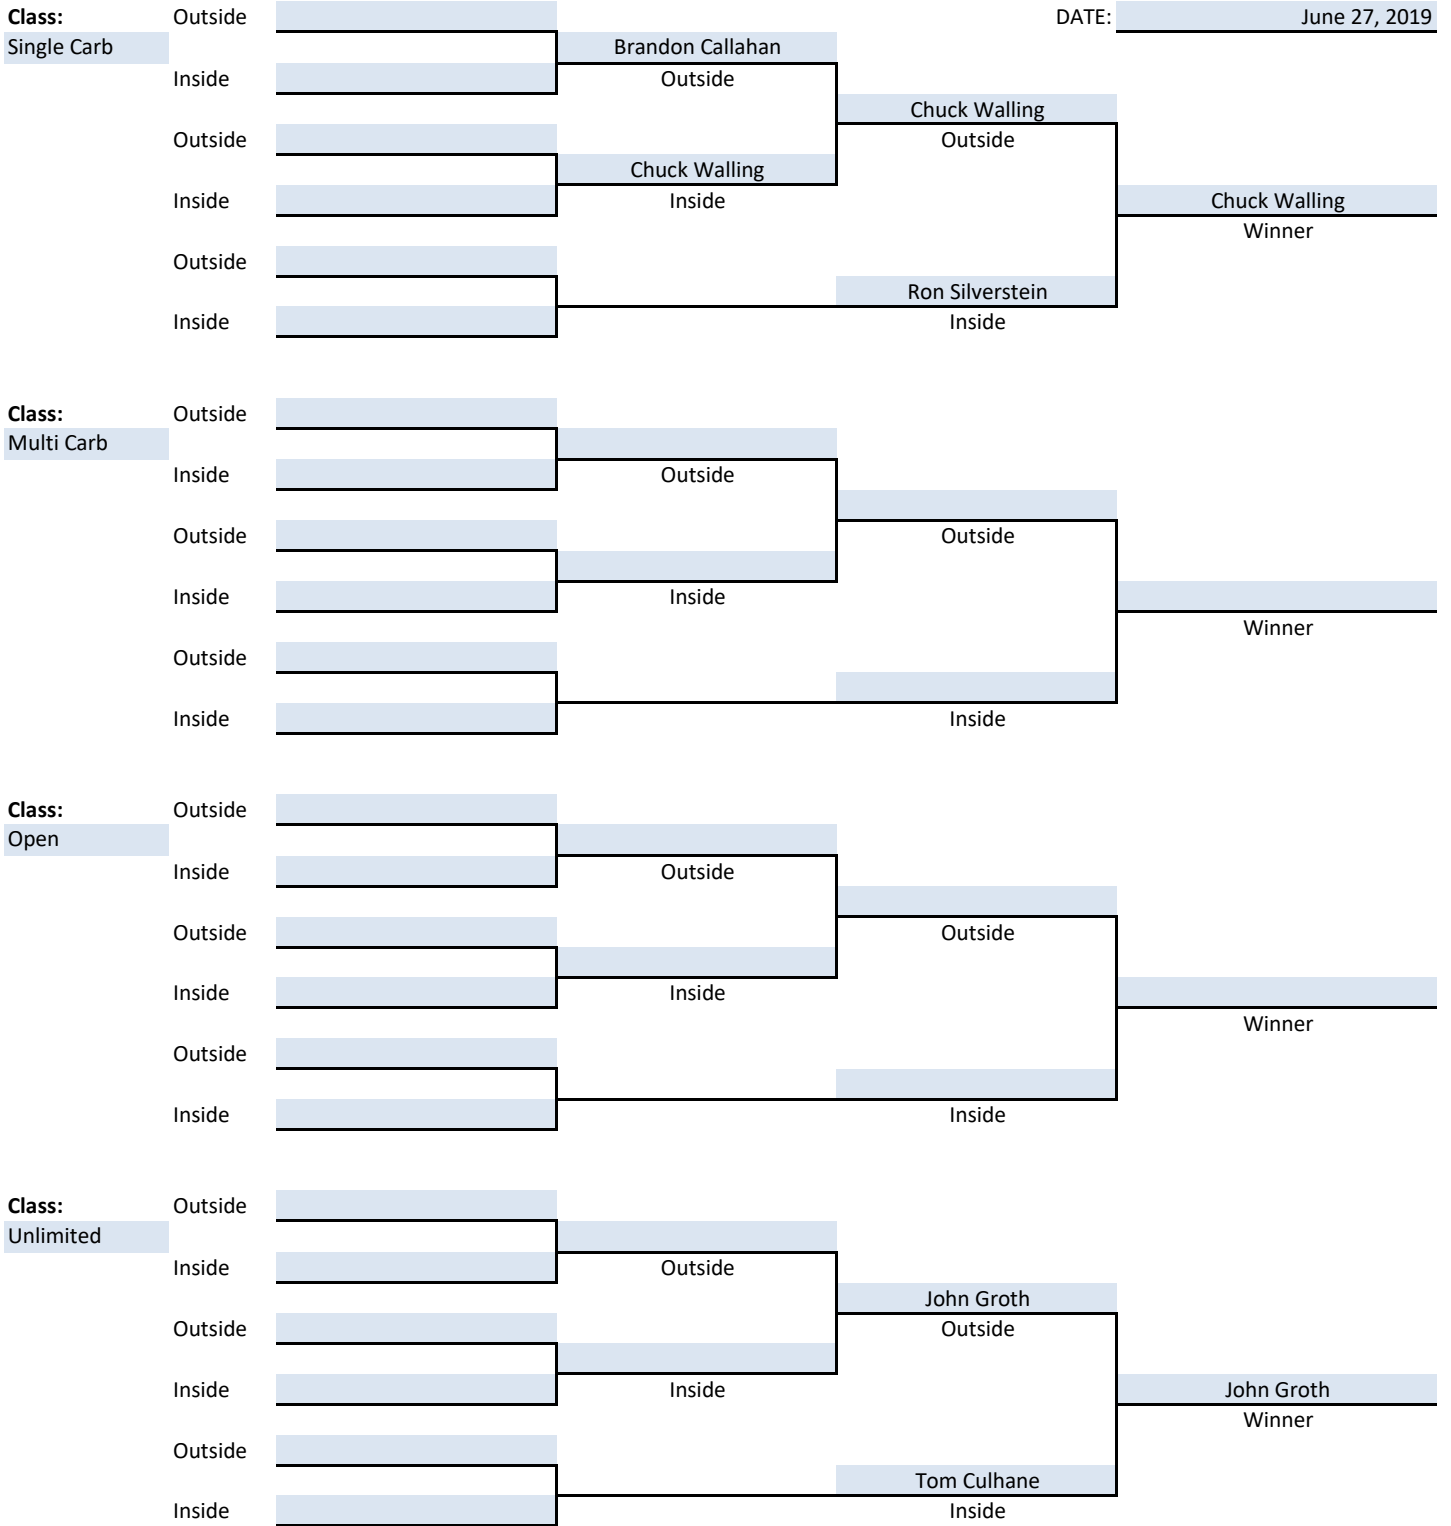 Class: Outside DATE: June 27, 2019
Single Carb Brandon Callahan
Inside Outside
Chuck Walling
Outside Outside
Chuck Walling
Inside Inside Chuck Walling
Winner
Outside
Ron Silverstein
Inside Inside
Class: Outside
Multi Carb
Inside Outside
Outside Outside
Inside Inside
Winner
Outside
Inside Inside
Class: Outside
Open
Inside Outside
Outside Outside
Inside Inside
Winner
Outside
Inside Inside
Class: Outside
Unlimited
Inside Outside
John Groth
Outside Outside
Inside Inside John Groth
Winner
Outside
Tom Culhane
Inside Inside